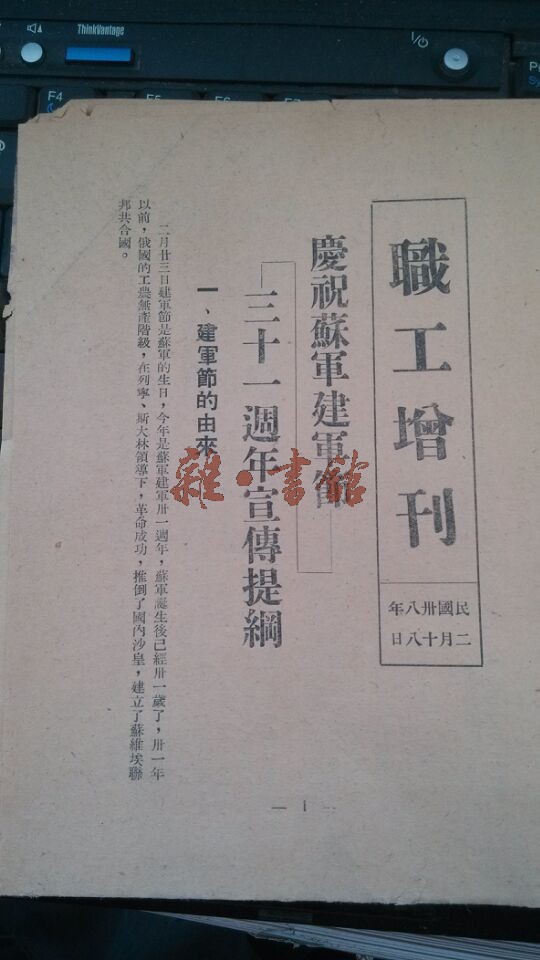 ThinkVantage
F4
F5
F6
F7
職工增刊
民國卅八年
二月十八日
慶祝蘇軍建軍節
三十一週年宣傳提綱
一、建軍節的由來
二月廿三日建軍節是蘇軍的生日，今年是蘇軍建軍卅一週年，蘇軍誕生後已經卅一歲了，卅一年
以前，俄國的工農無產階級，在列寧、斯大林領導下，革命成功，推倒了國內沙皇，建立了蘇維埃聯
邦共合國。
— 1 —
雜·書館